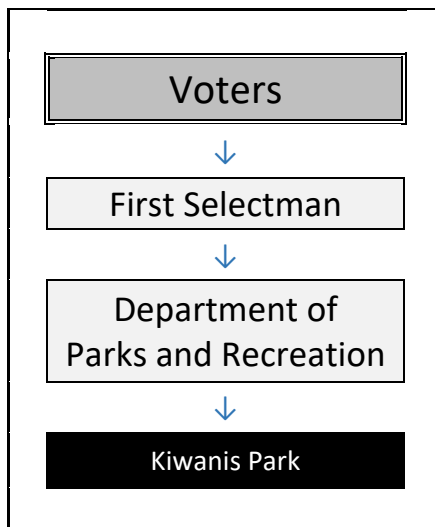 Voters
↓
First Selectman
↓
Department of
Parks and Recreation
↓
Kiwanis Park